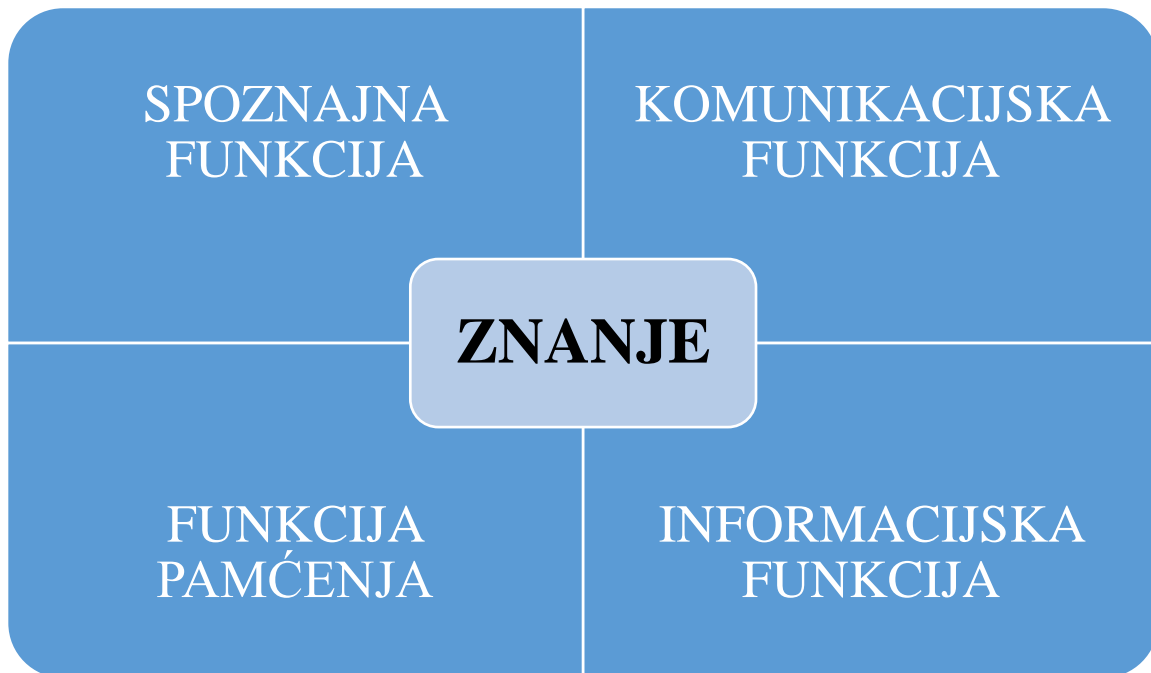 SPOZNAJNA
FUNKCIJA
KOMUNIKACIJSKA
FUNKCIJA
ZNANJE
FUNKCIJA
PAMĆENJA
INFORMACIJSKA
FUNKCIJA